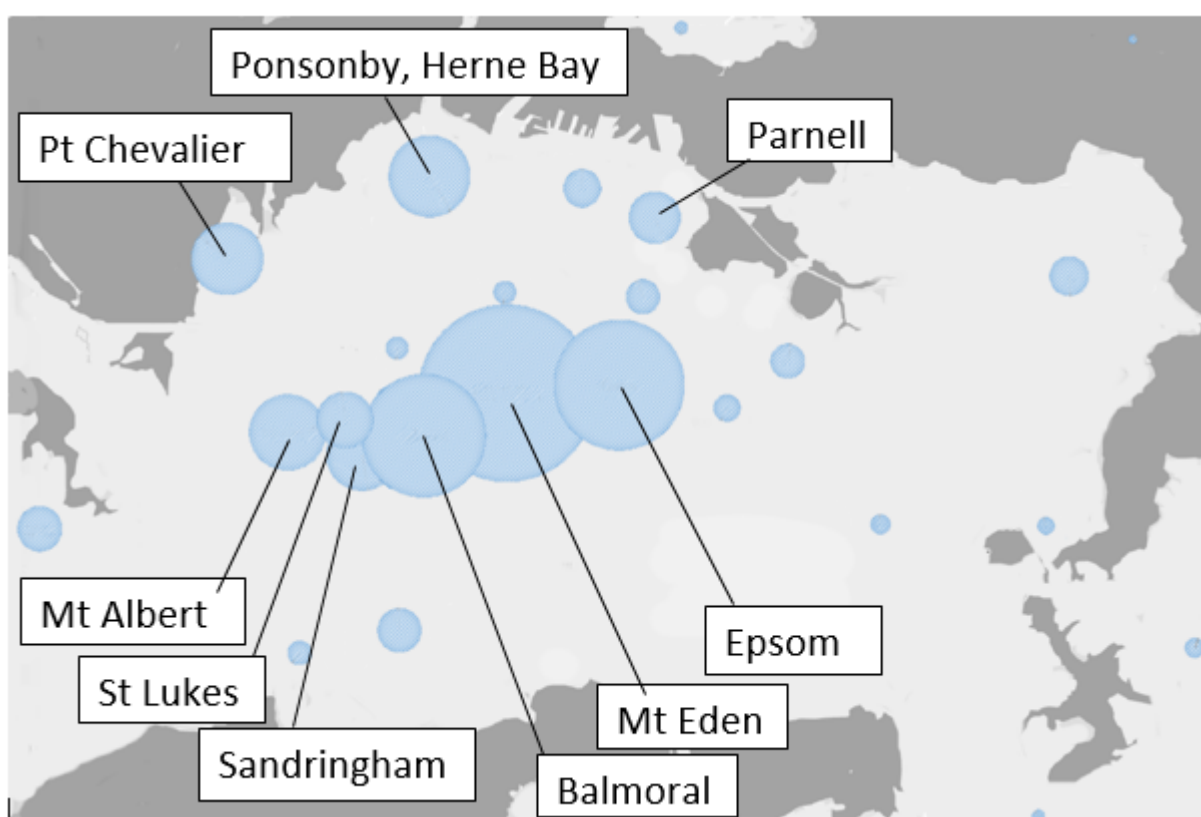 Ponsonby, Herne Bay
Pt Chevalier
Parnell
Mt Albert
Epsom
St Lukes
Mt Eden
Sandringham
Balmoral